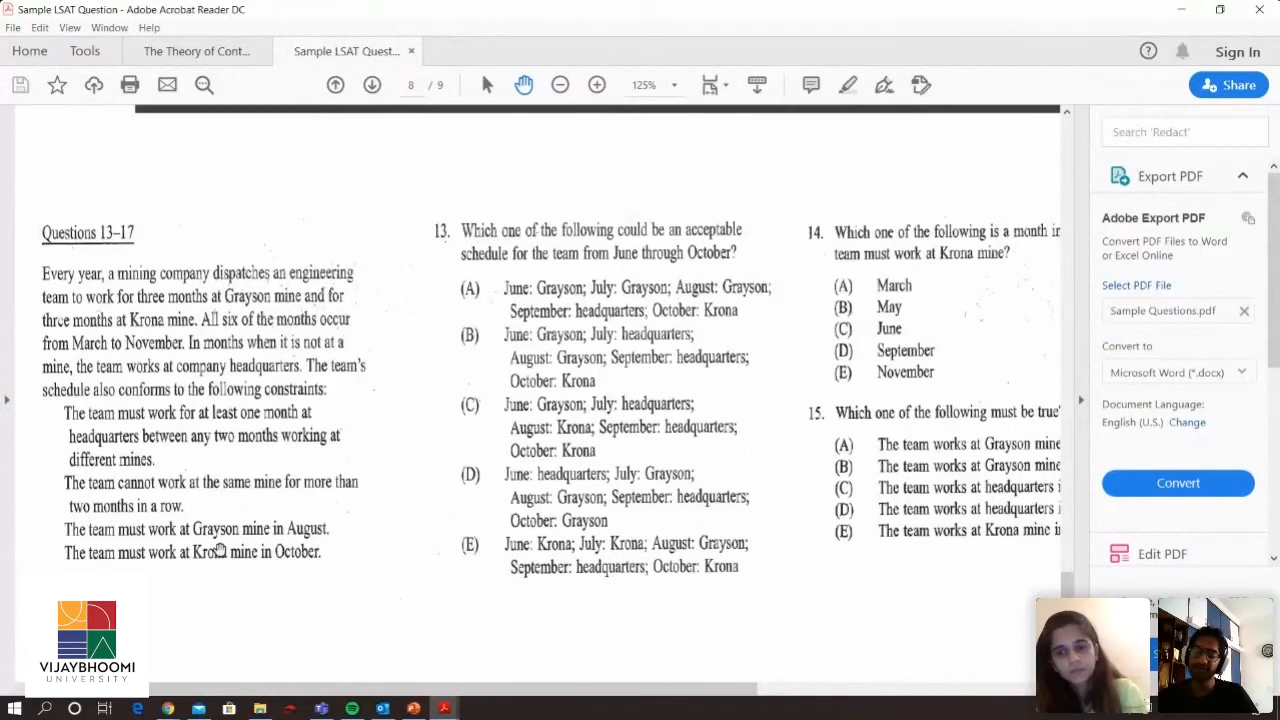 Sample LSAT Question - Adobe Acrobat Reader DC
File Edit View Window Help
Home Tools The Theory of Cont... Sample LSAT Quest... × Sign In
8 / 9 125% Share
Questions 13–17
Every year, a mining company dispatches an engineering
team to work for three months at Grayson mine and for
three months at Krona mine. All six of the months occur
from March to November. In months when it is not at a
mine, the team works at company headquarters. The team's
schedule also conforms to the following constraints:
The team must work for at least one month at
headquarters between any two months working at
different mines.
The team cannot work at the same mine for more than
two months in a row.
The team must work at Grayson mine in August.
The team must work at Krona mine in October.
13. Which one of the following could be an acceptable
schedule for the team from June through October?
(A) June: Grayson; July: Grayson; August: Grayson;
September: headquarters; October: Krona
(B) June: Grayson; July: headquarters;
August: Grayson; September: headquarters;
October: Krona
(C) June: Grayson; July: headquarters;
August: Krona; September: headquarters;
October: Krona
(D) June: headquarters; July: Grayson;
August: Grayson; September: headquarters;
October: Grayson
(E) June: Krona; July: Krona; August: Grayson;
September: headquarters; October: Krona
14. Which one of the following is a month in
team must work at Krona mine?
(A) March
(B) May
(C) June
(D) September
(E) November
15. Which one of the following must be true?
(A) The team works at Grayson mine
(B) The team works at Grayson mine
(C) The team works at headquarters i
(D) The team works at headquarters i
(E) The team works at Krona mine i
Search 'Redact'
Export PDF
Adobe Export PDF
Convert PDF Files to Word
or Excel Online
Select PDF File
Sample Questions.pdf
Convert to
Microsoft Word (*.docx)
Document Language:
English (U.S.) Change
Convert
Edit PDF
VIJAYBHOOMI
UNIVERSITY